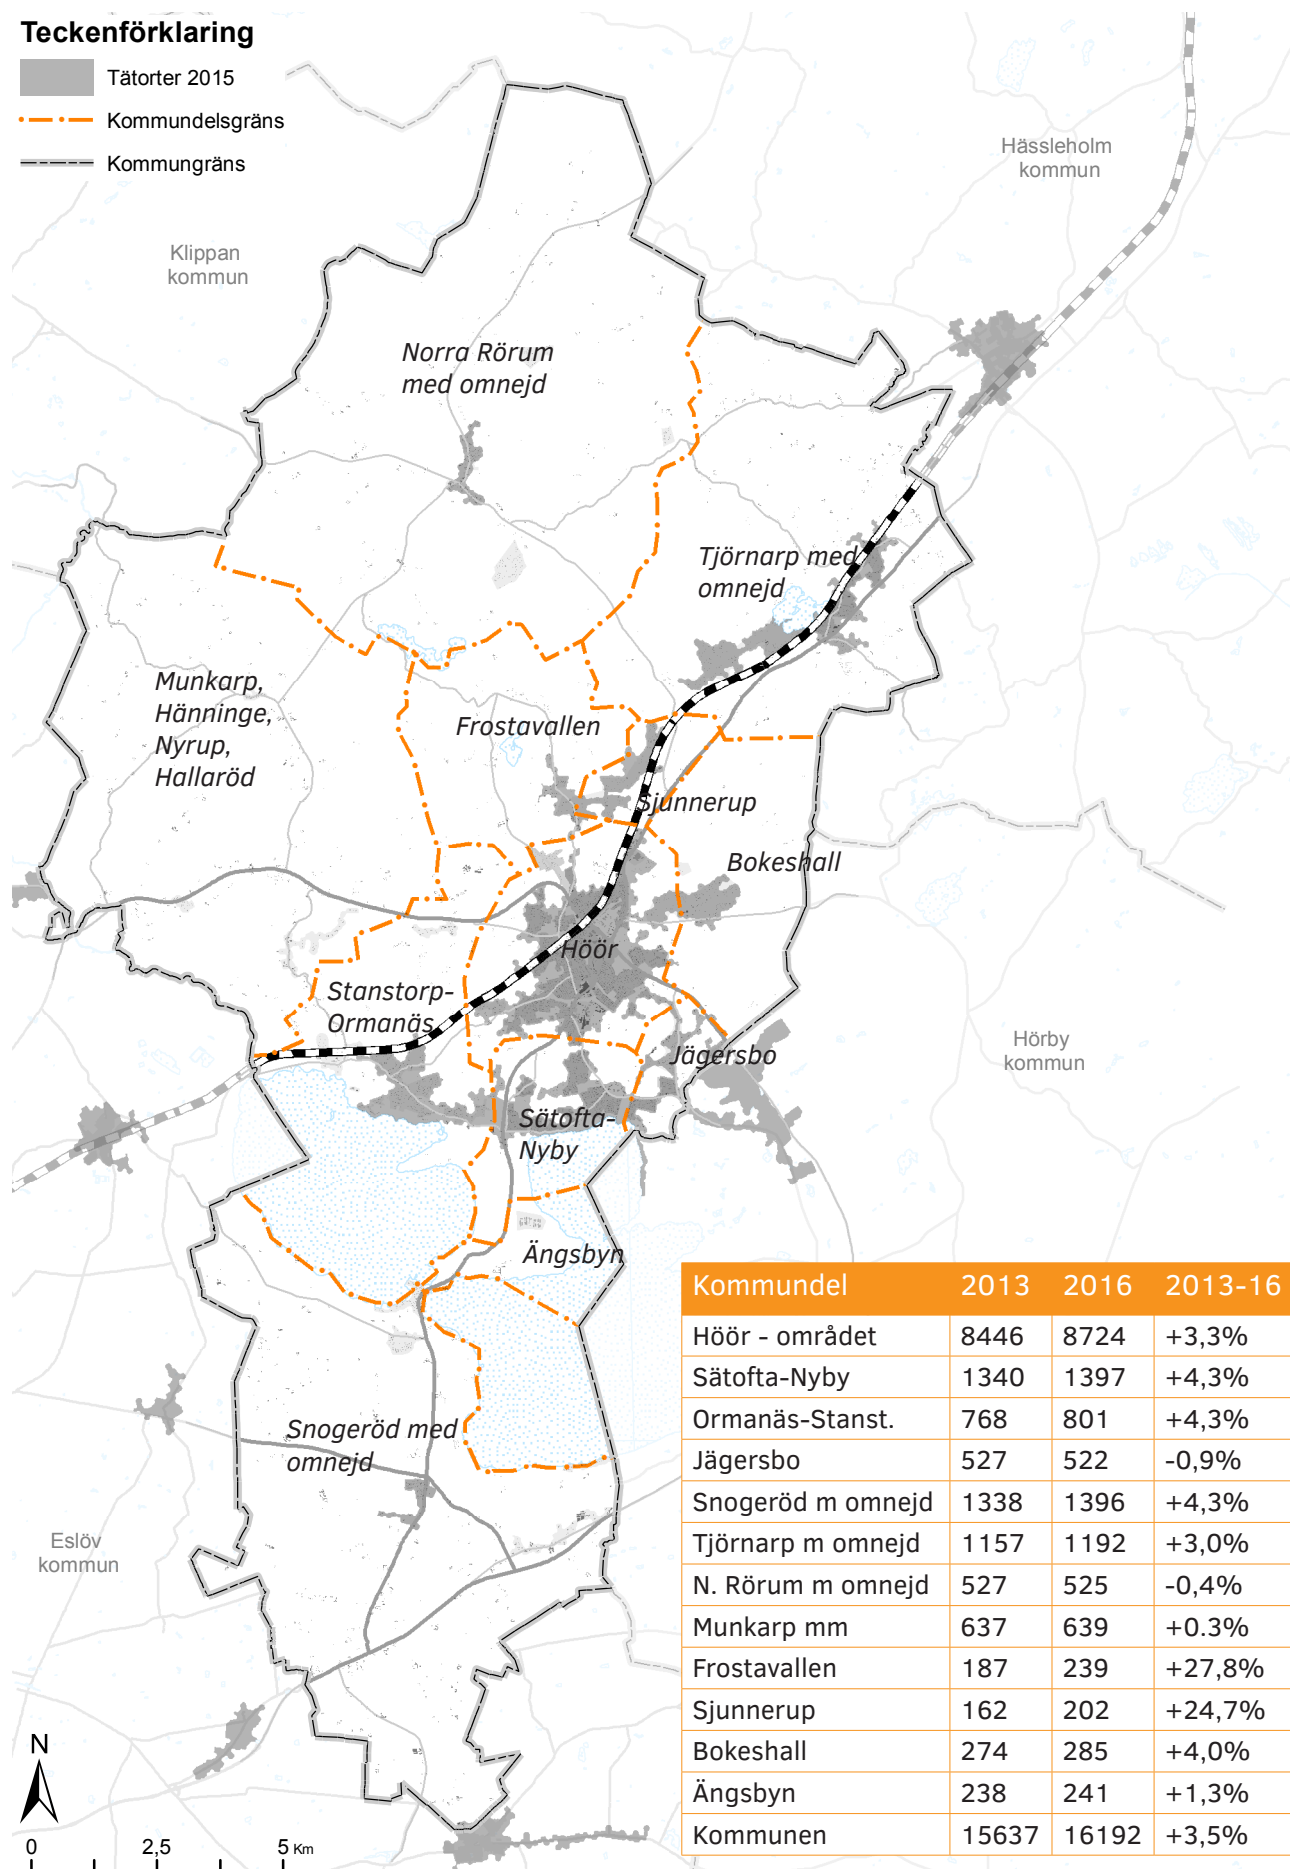 Teckenförklaring
Tätorter 2015
Kommundelsgräns
Kommungräns
Hässleholm
kommun
Klippan
kommun
Norra Rörum
med omnejd
Tjörnarp med
omnejd
Munkarp,
Hänninge,
Nyrup,
Hallaröd
Frostavallen
Sjunnerup
Bokeshall
Höör
Stanstorp-
Ormanäs
Jägersbo
Hörby
kommun
Sätofta-
Nyby
Ängsbyn
Snogeröd med
omnejd
Eslöv
kommun
Kommundel 2013 2016 2013-16
Höör - området 8446 8724 +3,3%
Sätofta-Nyby 1340 1397 +4,3%
Ormanäs-Stanst. 768 801 +4,3%
Jägersbo 527 522 -0,9%
Snogeröd m omnejd 1338 1396 +4,3%
Tjörnarp m omnejd 1157 1192 +3,0%
N. Rörum m omnejd 527 525 -0,4%
Munkarp mm 637 639 +0.3%
Frostavallen 187 239 +27,8%
Sjunnerup 162 202 +24,7%
Bokeshall 274 285 +4,0%
Ängsbyn 238 241 +1,3%
Kommunen 15637 16192 +3,5%
N
0 2,5 5 Km